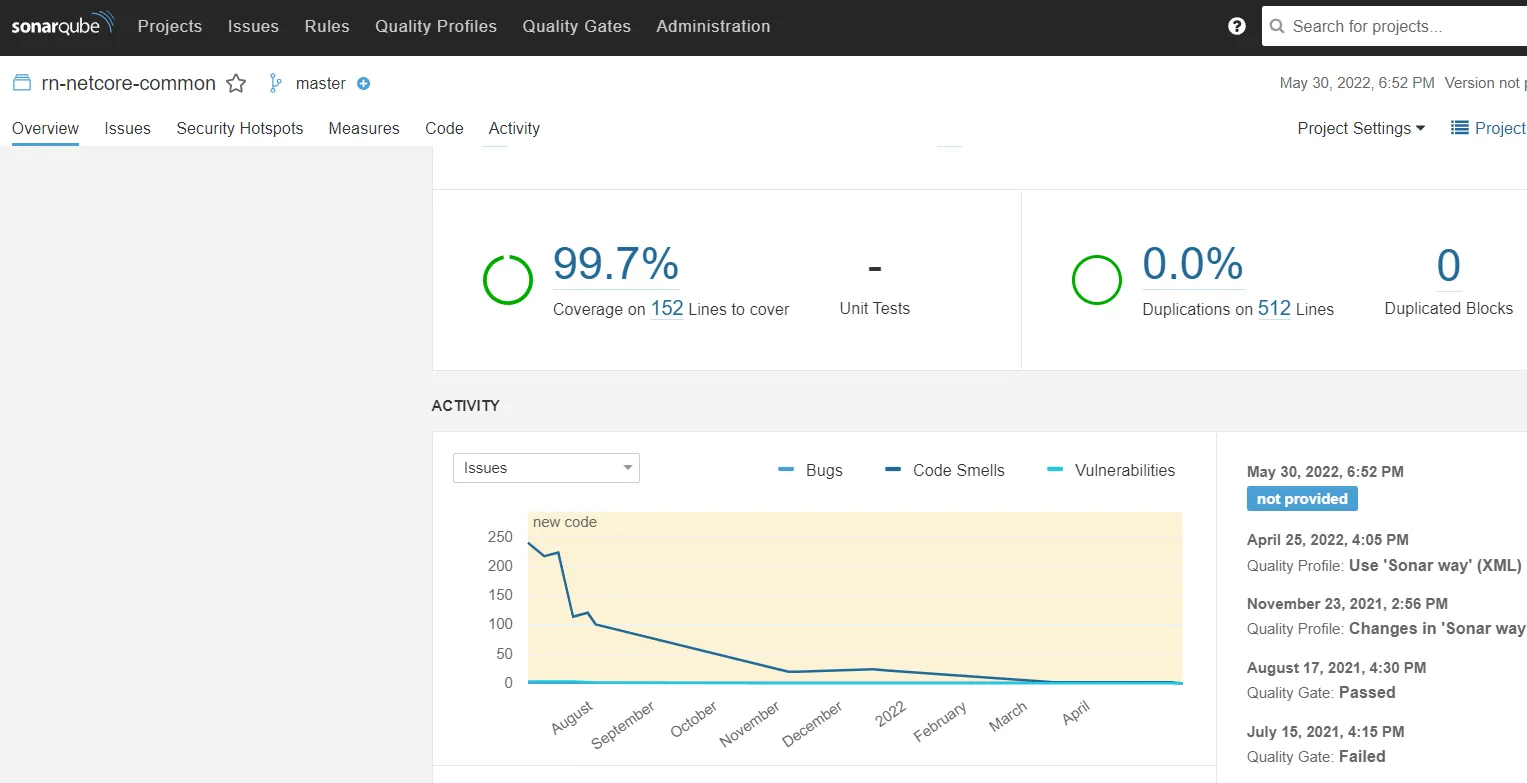 sonarqube Projects Issues Rules Quality Profiles Quality Gates Administration ? Search for projects...
rn-netcore-common master May 30, 2022, 6:52 PM Version not
Overview Issues Security Hotspots Measures Code Activity Project Settings Project
99.7% - 0.0% 0
Coverage on 152 Lines to cover Unit Tests Duplications on 512 Lines Duplicated Blocks
ACTIVITY
Issues Bugs Code Smells Vulnerabilities
new code
250
200
150
100
50
0
August September October November December 2022 February March April
May 30, 2022, 6:52 PM
not provided
April 25, 2022, 4:05 PM
Quality Profile: Use 'Sonar way' (XML)
November 23, 2021, 2:56 PM
Quality Profile: Changes in 'Sonar way
August 17, 2021, 4:30 PM
Quality Gate: Passed
July 15, 2021, 4:15 PM
Quality Gate: Failed